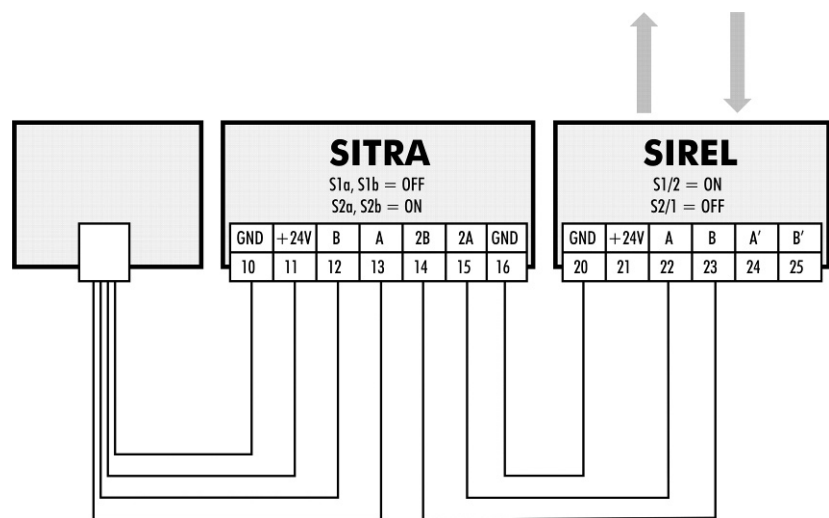 SITRA
S1a, S1b = OFF
S2a, S2b = ON
GND +24V B A 2B 2A GND
10 11 12 13 14 15 16
SIREL
S1/2 = ON
S2/1 = OFF
GND +24V A B A′ B′
20 21 22 23 24 25